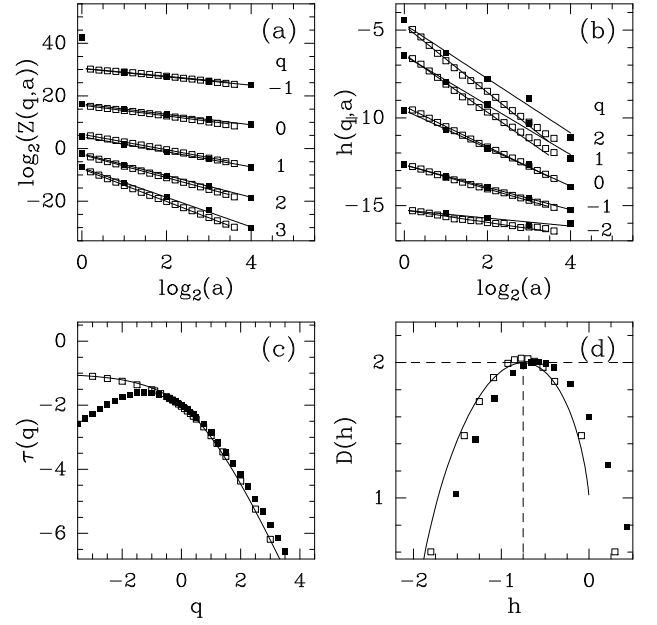 (a)
40
20
0
−20
q
−1
0
1
2
3
log₂(Z(q,a))
0 2 4
log₂(a)
(b)
−5
−10
−15
q
2
1
0
−1
−2
h(q,a)
0 2 4
log₂(a)
(c)
0
−2
−4
−6
τ(q)
−2 0 2 4
q
(d)
2
1
D(h)
−2 −1 0
h